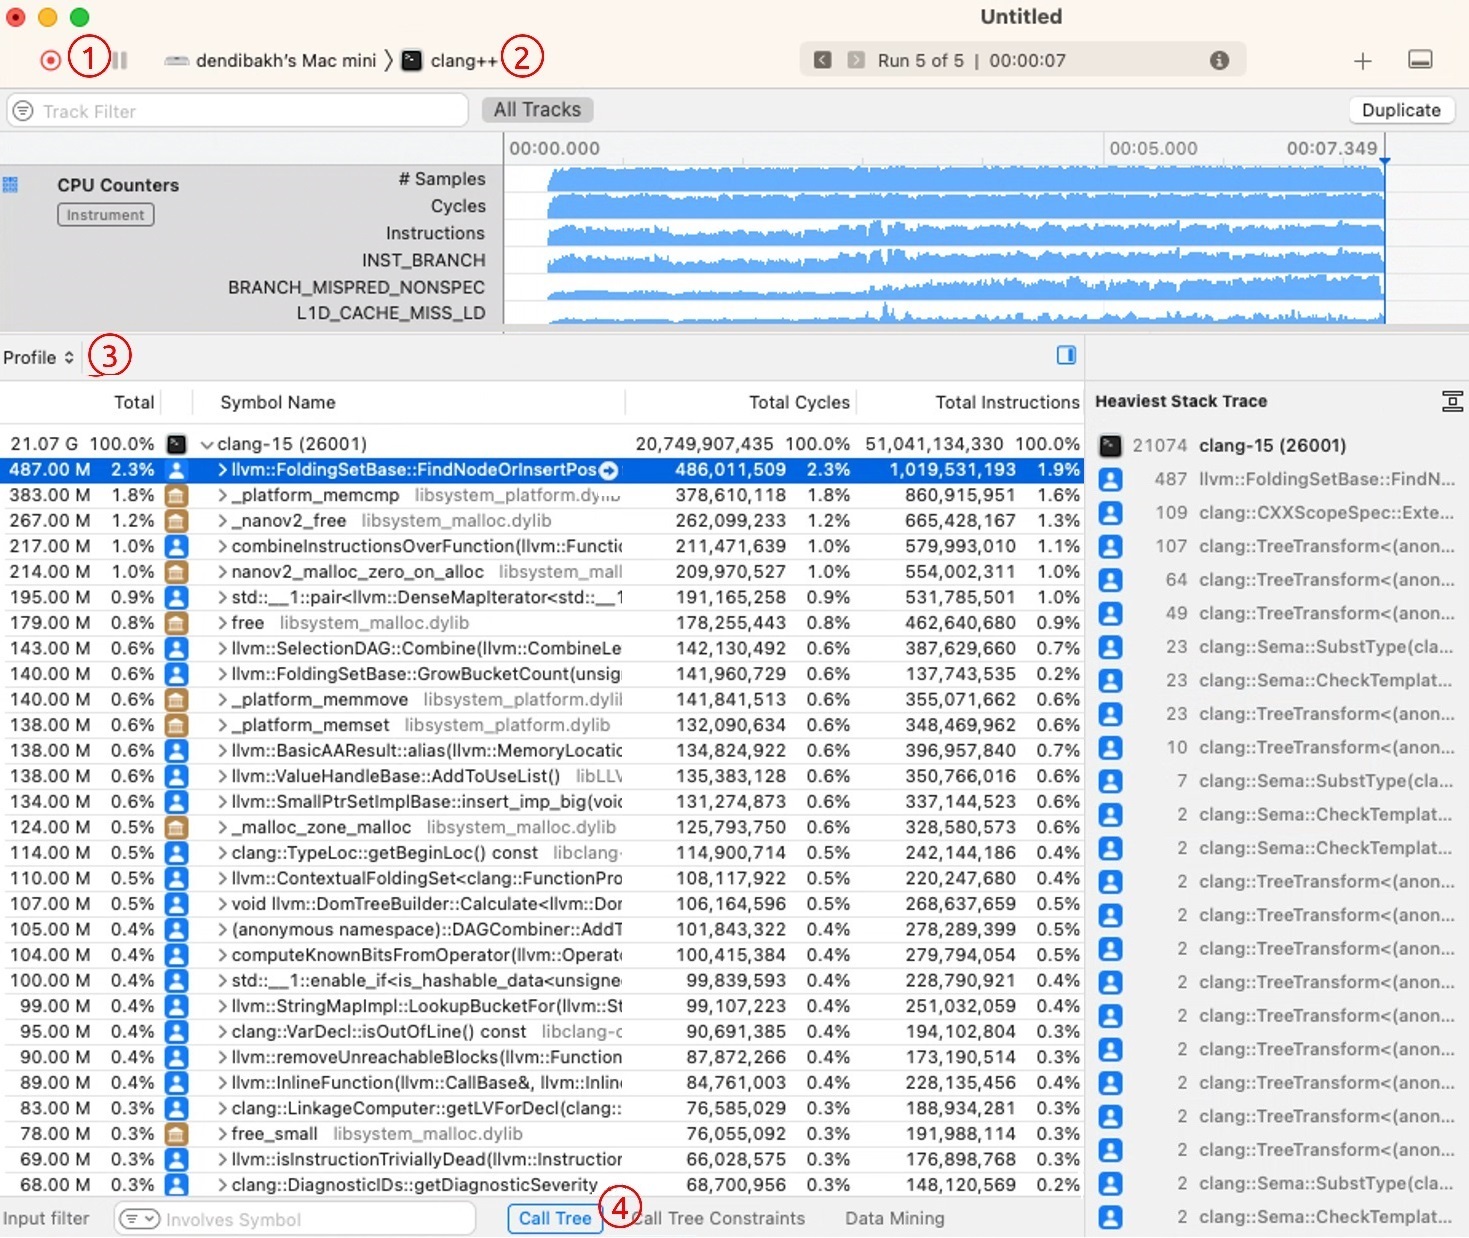 Untitled
1 dendibakh's Mac mini clang++ 2 Run 5 of 5 | 00:00:07
Track Filter All Tracks Duplicate
00:00.000 00:05.000 00:07.349
CPU Counters
Instrument
# Samples
Cycles
Instructions
INST_BRANCH
BRANCH_MISPRED_NONSPEC
L1D_CACHE_MISS_LD
Profile 3
Total Symbol Name Total Cycles Total Instructions
21.07 G 100.0% clang-15 (26001) 20,749,907,435 100.0% 51,041,134,330 100.0%
487.00 M 2.3% llvm::FoldingSetBase::FindNodeOrInsertPos 486,011,509 2.3% 1,019,531,193 1.9%
383.00 M 1.8% _platform_memcmp libsystem_platform.dylib 378,610,118 1.8% 860,915,951 1.6%
267.00 M 1.2% _nanov2_free libsystem_malloc.dylib 262,099,233 1.2% 665,428,167 1.3%
217.00 M 1.0% combineInstructionsOverFunction(llvm::Functic 211,471,639 1.0% 579,993,010 1.1%
214.00 M 1.0% nanov2_malloc_zero_on_alloc libsystem_mall 209,970,527 1.0% 554,002,311 1.0%
195.00 M 0.9% std::__1::pair<llvm::DenseMapIterator<std::__1 191,165,258 0.9% 531,785,501 1.0%
179.00 M 0.8% free libsystem_malloc.dylib 178,255,443 0.8% 462,640,680 0.9%
143.00 M 0.6% llvm::SelectionDAG::Combine(llvm::CombineLe 142,130,492 0.6% 387,629,660 0.7%
140.00 M 0.6% llvm::FoldingSetBase::GrowBucketCount(unsig 141,960,729 0.6% 137,743,535 0.2%
140.00 M 0.6% _platform_memmove libsystem_platform.dyli 141,841,513 0.6% 355,071,662 0.6%
138.00 M 0.6% _platform_memset libsystem_platform.dylib 132,090,634 0.6% 348,469,962 0.6%
138.00 M 0.6% llvm::BasicAAResult::alias(llvm::MemoryLocatic 134,824,922 0.6% 396,957,840 0.7%
138.00 M 0.6% llvm::ValueHandleBase::AddToUseList() libLLV 135,383,128 0.6% 350,766,016 0.6%
134.00 M 0.6% llvm::SmallPtrSetImplBase::insert_imp_big(voic 131,274,873 0.6% 337,144,523 0.6%
124.00 M 0.5% _malloc_zone_malloc libsystem_malloc.dylib 125,793,750 0.6% 328,580,573 0.6%
114.00 M 0.5% clang::TypeLoc::getBeginLoc() const libclang- 114,900,714 0.5% 242,144,186 0.4%
110.00 M 0.5% llvm::ContextualFoldingSet<clang::FunctionPro 108,117,922 0.5% 220,247,680 0.4%
107.00 M 0.5% void llvm::DomTreeBuilder::Calculate<llvm::Dor 106,164,596 0.5% 268,637,659 0.5%
105.00 M 0.4% (anonymous namespace)::DAGCombiner::AddT 101,843,322 0.4% 278,289,399 0.5%
104.00 M 0.4% computeKnownBitsFromOperator(llvm::Operat 100,415,384 0.4% 279,794,054 0.5%
100.00 M 0.4% std::__1::enable_if<is_hashable_data<unsigne 99,839,593 0.4% 228,790,921 0.4%
99.00 M 0.4% llvm::StringMapImpl::LookupBucketFor(llvm::St 99,107,223 0.4% 251,032,059 0.4%
95.00 M 0.4% clang::VarDecl::isOutOfLine() const libclang-c 90,691,385 0.4% 194,102,804 0.3%
90.00 M 0.4% llvm::removeUnreachableBlocks(llvm::Function 87,872,266 0.4% 173,190,514 0.3%
89.00 M 0.4% llvm::InlineFunction(llvm::CallBase&, llvm::Inlin 84,761,003 0.4% 228,135,456 0.4%
83.00 M 0.3% clang::LinkageComputer::getLVForDecl(clang:: 76,585,029 0.3% 188,934,281 0.3%
78.00 M 0.3% free_small libsystem_malloc.dylib 76,055,092 0.3% 191,988,114 0.3%
69.00 M 0.3% llvm::isInstructionTriviallyDead(llvm::Instruction 66,028,575 0.3% 176,898,768 0.3%
68.00 M 0.3% clang::DiagnosticIDs::getDiagnosticSeverity 68,700,956 0.3% 148,120,569 0.2%
Input filter Involves Symbol Call Tree 4 Call Tree Constraints Data Mining
Heaviest Stack Trace
21074 clang-15 (26001)
487 llvm::FoldingSetBase::FindN...
109 clang::CXXScopeSpec::Exte...
107 clang::TreeTransform<(anon...
64 clang::TreeTransform<(anon...
49 clang::TreeTransform<(anon...
23 clang::Sema::SubstType(cla...
23 clang::Sema::CheckTemplat...
23 clang::TreeTransform<(anon...
10 clang::TreeTransform<(anon...
7 clang::Sema::SubstType(cla...
2 clang::Sema::CheckTemplat...
2 clang::Sema::CheckTemplat...
2 clang::TreeTransform<(anon...
2 clang::TreeTransform<(anon...
2 clang::TreeTransform<(anon...
2 clang::TreeTransform<(anon...
2 clang::TreeTransform<(anon...
2 clang::TreeTransform<(anon...
2 clang::TreeTransform<(anon...
2 clang::TreeTransform<(anon...
2 clang::TreeTransform<(anon...
2 clang::Sema::SubstType(cla...
2 clang::Sema::CheckTemplat...